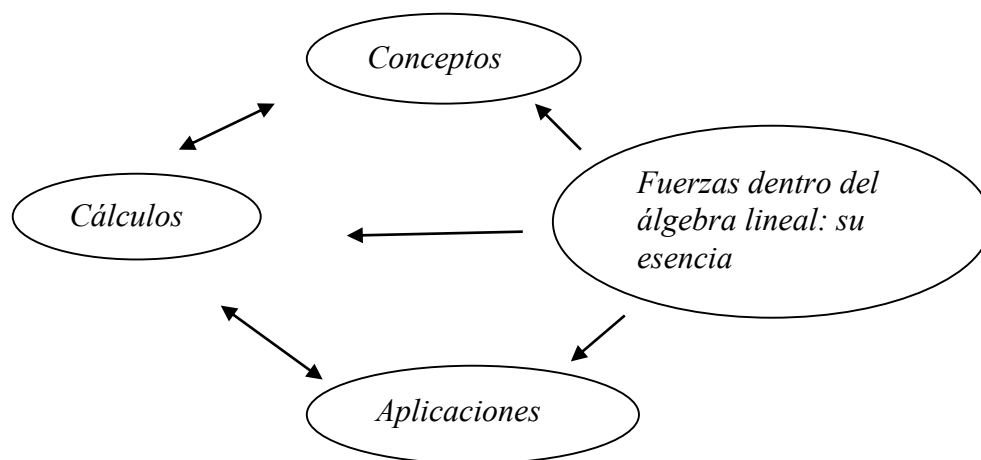 Conceptos
Fuerzas dentro del
álgebra lineal: su
esencia
Cálculos
Aplicaciones